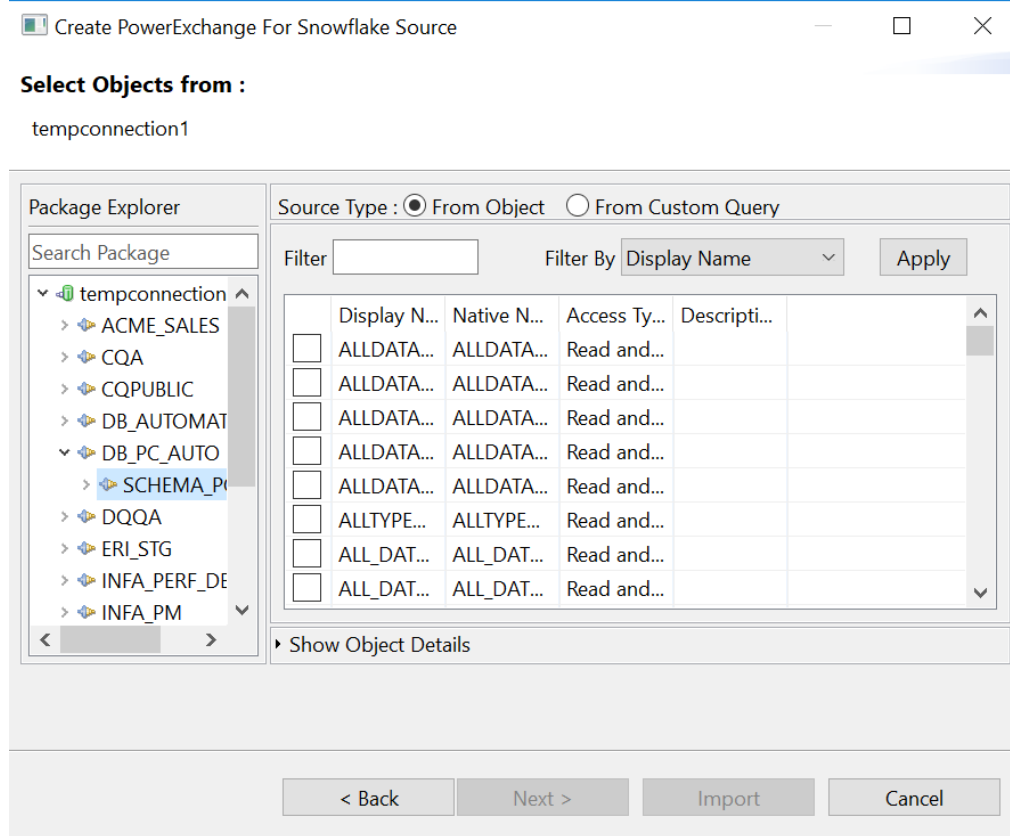 Create PowerExchange For Snowflake Source
Select Objects from :
tempconnection1
Package Explorer
Search Package
tempconnection
ACME_SALES
CQA
CQPUBLIC
DB_AUTOMAT
DB_PC_AUTO
SCHEMA_P
DQQA
ERI_STG
INFA_PERF_DE
INFA_PM
Source Type : From Object From Custom Query
Filter Filter By Display Name Apply
Display N... Native N... Access Ty... Descripti...
ALLDATA... ALLDATA... Read and...
ALLDATA... ALLDATA... Read and...
ALLDATA... ALLDATA... Read and...
ALLDATA... ALLDATA... Read and...
ALLDATA... ALLDATA... Read and...
ALLTYPE... ALLTYPE... Read and...
ALL_DAT... ALL_DAT... Read and...
ALL_DAT... ALL_DAT... Read and...
Show Object Details
< Back Next > Import Cancel